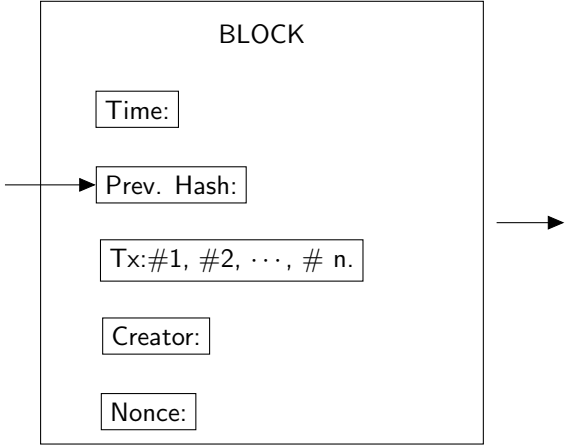 BLOCK
Time:
Prev. Hash:
Tx:#1, #2, ⋯, # n.
Creator:
Nonce: